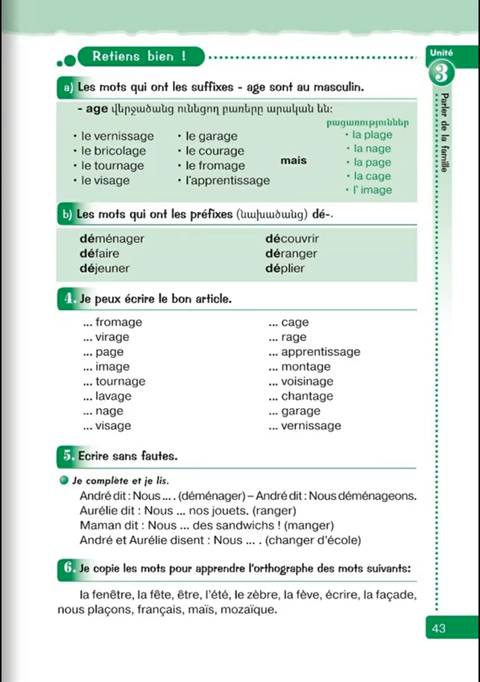 Retiens bien !
Unité
3
Parler de la famille
a) Les mots qui ont les suffixes - age sont au masculin.
- age վերջածանց ունեցող բառերը արական են:
բացառություններ
• le vernissage • le garage • la plage
• le bricolage • le courage mais • la nage
• le tournage • le fromage • la page
• le visage • l'apprentissage • la cage
• l' image
b) Les mots qui ont les préfixes (նախածանց) dé-.
déménager découvrir
défaire déranger
déjeuner déplier
4. Je peux écrire le bon article.
... fromage ... cage
... virage ... rage
... page ... apprentissage
... image ... montage
... tournage ... voisinage
... lavage ... chantage
... nage ... garage
... visage ... vernissage
5. Ecrire sans fautes.
Je complète et je lis.
André dit : Nous ... . (déménager) – André dit : Nous déménageons.
Aurélie dit : Nous ... nos jouets. (ranger)
Maman dit : Nous ... des sandwichs ! (manger)
André et Aurélie disent : Nous ... . (changer d'école)
6. Je copie les mots pour apprendre l'orthographe des mots suivants:
la fenêtre, la fête, être, l'été, le zèbre, la fève, écrire, la façade,
nous plaçons, français, maïs, mozaïque.
43